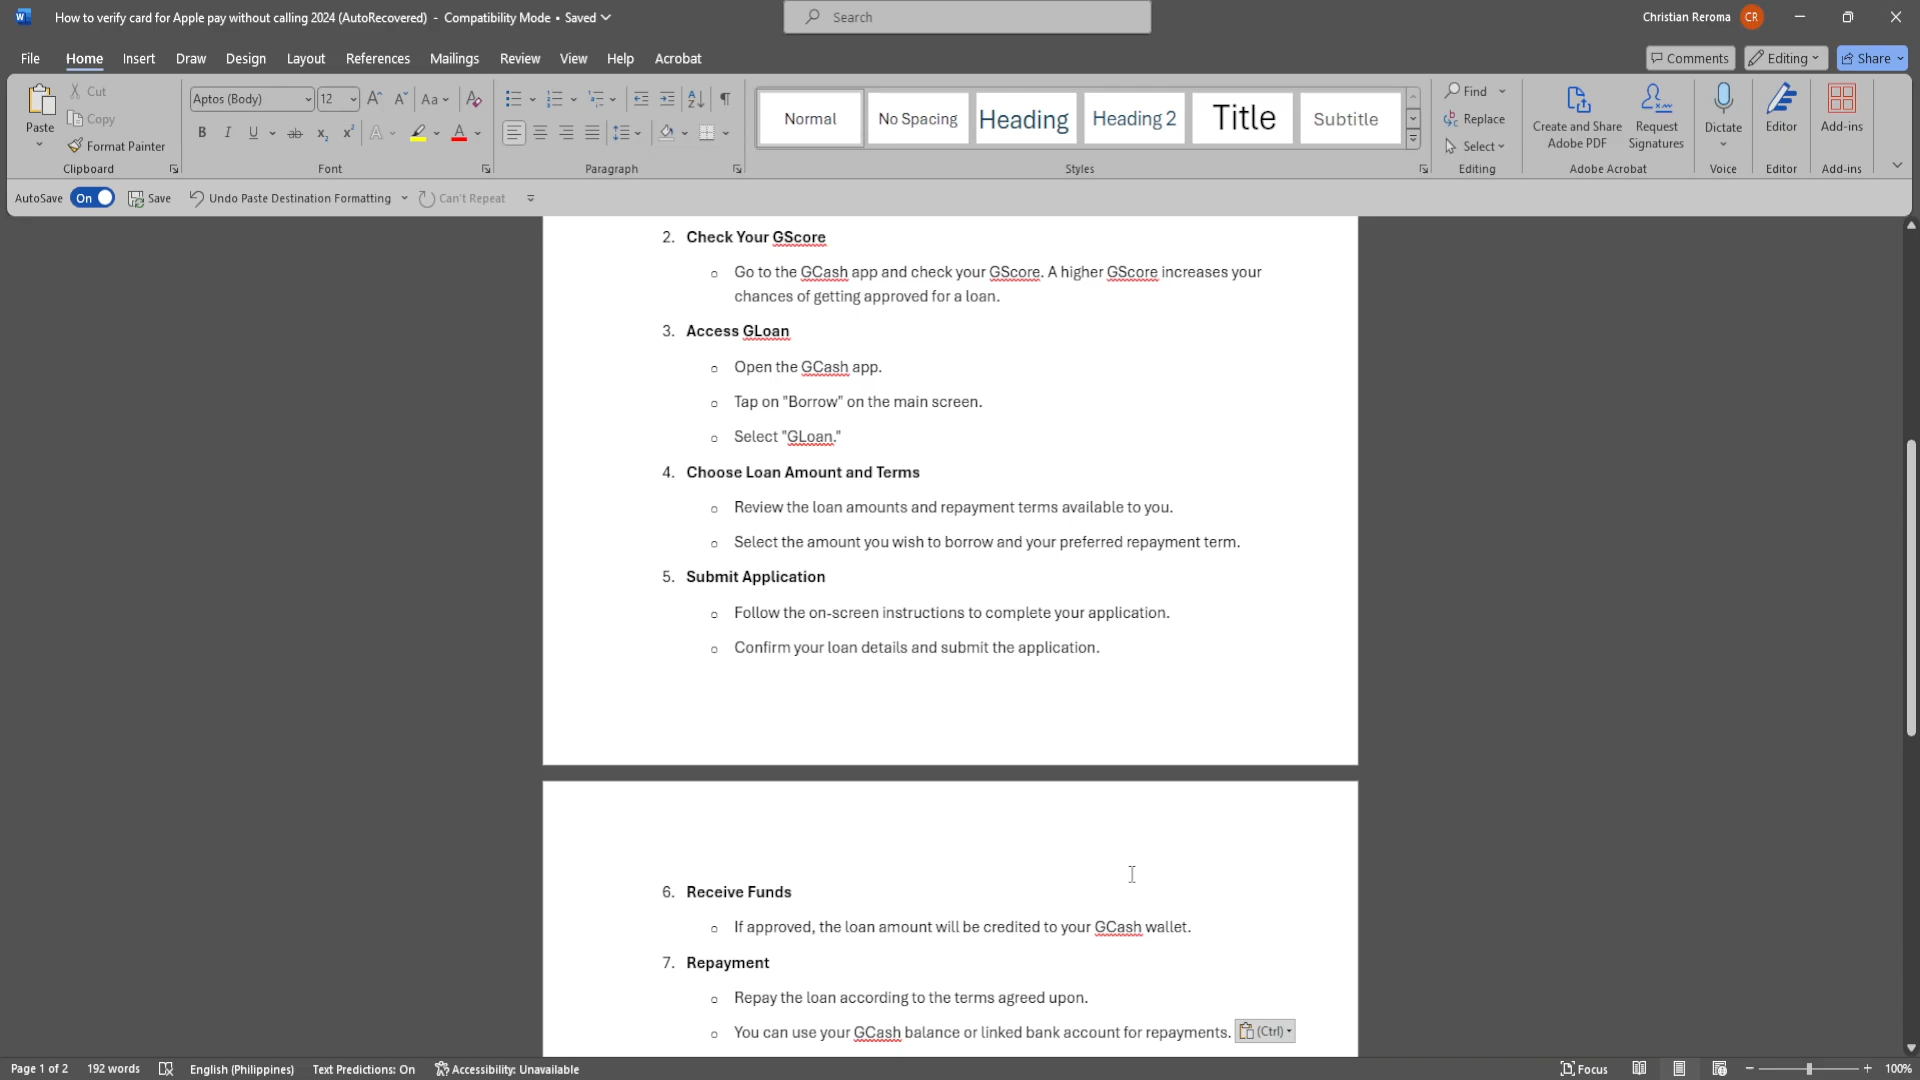 How to verify card for Apple pay without calling 2024 (AutoRecovered) - Compatibility Mode • Saved
Search
Christian Reroma CR
File Home Insert Draw Design Layout References Mailings Review View Help Acrobat
Comments Editing Share
Paste
Cut
Copy
Format Painter
Clipboard
Aptos (Body) 12
Font
Paragraph
Normal
No Spacing
Heading
Heading 2
Title
Subtitle
Styles
Find
Replace
Select
Editing
Create and Share
Adobe PDF
Request
Signatures
Adobe Acrobat
Dictate
Voice
Editor
Editor
Add-ins
Add-ins
AutoSave On Save Undo Paste Destination Formatting Can't Repeat
2. Check Your GScore
o Go to the GCash app and check your GScore. A higher GScore increases your
chances of getting approved for a loan.
3. Access GLoan
o Open the GCash app.
o Tap on "Borrow" on the main screen.
o Select "GLoan."
4. Choose Loan Amount and Terms
o Review the loan amounts and repayment terms available to you.
o Select the amount you wish to borrow and your preferred repayment term.
5. Submit Application
o Follow the on-screen instructions to complete your application.
o Confirm your loan details and submit the application.
6. Receive Funds
o If approved, the loan amount will be credited to your GCash wallet.
7. Repayment
o Repay the loan according to the terms agreed upon.
o You can use your GCash balance or linked bank account for repayments. (Ctrl)
Page 1 of 2 192 words English (Philippines) Text Predictions: On Accessibility: Unavailable Focus 100%